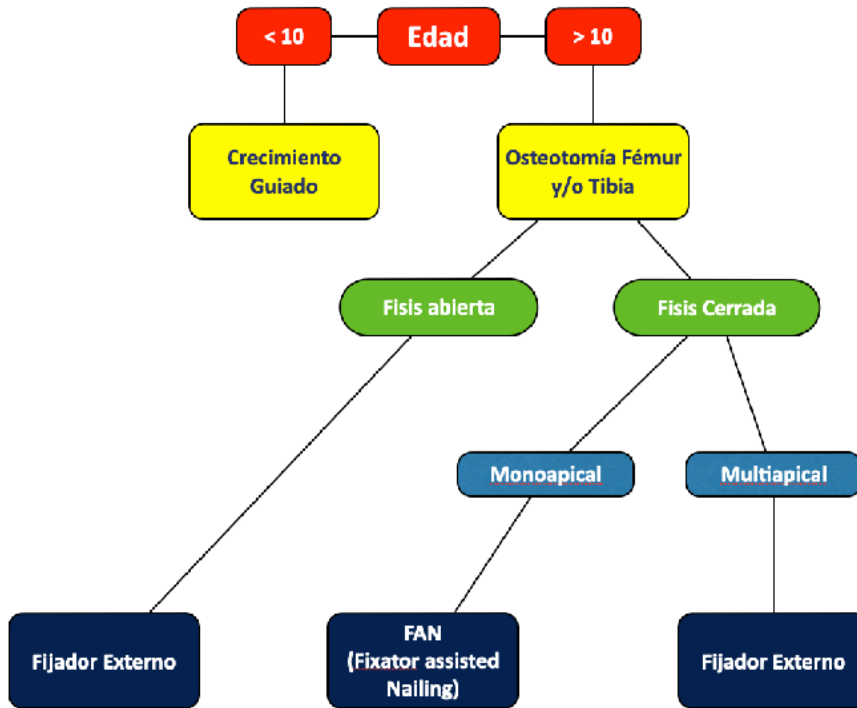 < 10
Edad
> 10
Crecimiento
Guiado
Osteotomía Fémur
y/o Tibia
Fisis abierta
Fisis Cerrada
Monoapical
Multiapical
Fijador Externo
FAN
(Fixator assisted
Nailing)
Fijador Externo